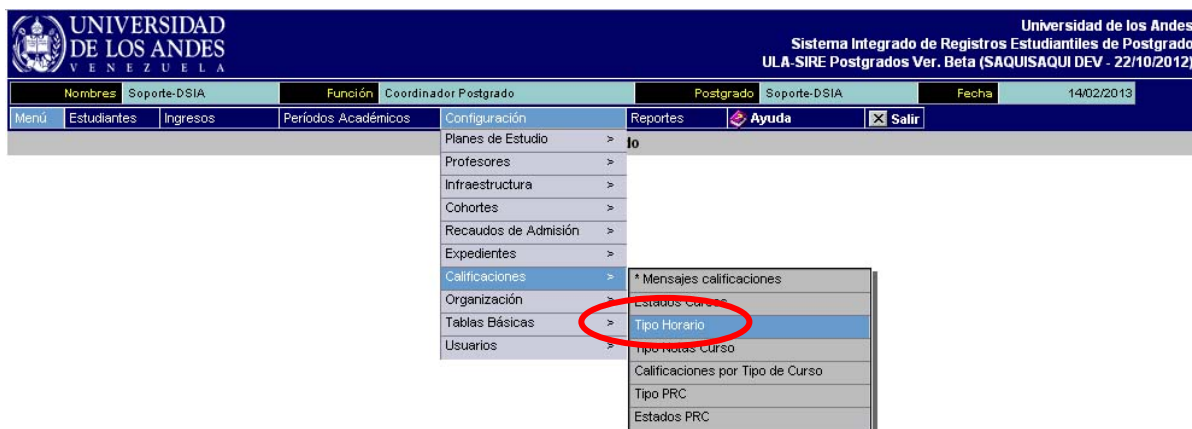 UNIVERSIDAD
DE LOS ANDES
VENEZUELA
Universidad de los Andes
Sistema Integrado de Registros Estudiantiles de Postgrado
ULA-SIRE Postgrados Ver. Beta (SAQUISAQUI DEV - 22/10/2012)
Nombres Soporte-DSIA Función Coordinador Postgrado Postgrado Soporte-DSIA Fecha 14/02/2013
Menú Estudiantes Ingresos Períodos Académicos Configuración Reportes Ayuda Salir
Planes de Estudio >
Profesores >
Infraestructura >
Cohortes >
Recaudos de Admisión >
Expedientes >
Calificaciones >
Organización >
Tablas Básicas >
Usuarios >
* Mensajes calificaciones
Estados Cursos
Tipo Horario
Tipo Notas Curso
Calificaciones por Tipo de Curso
Tipo PRC
Estados PRC